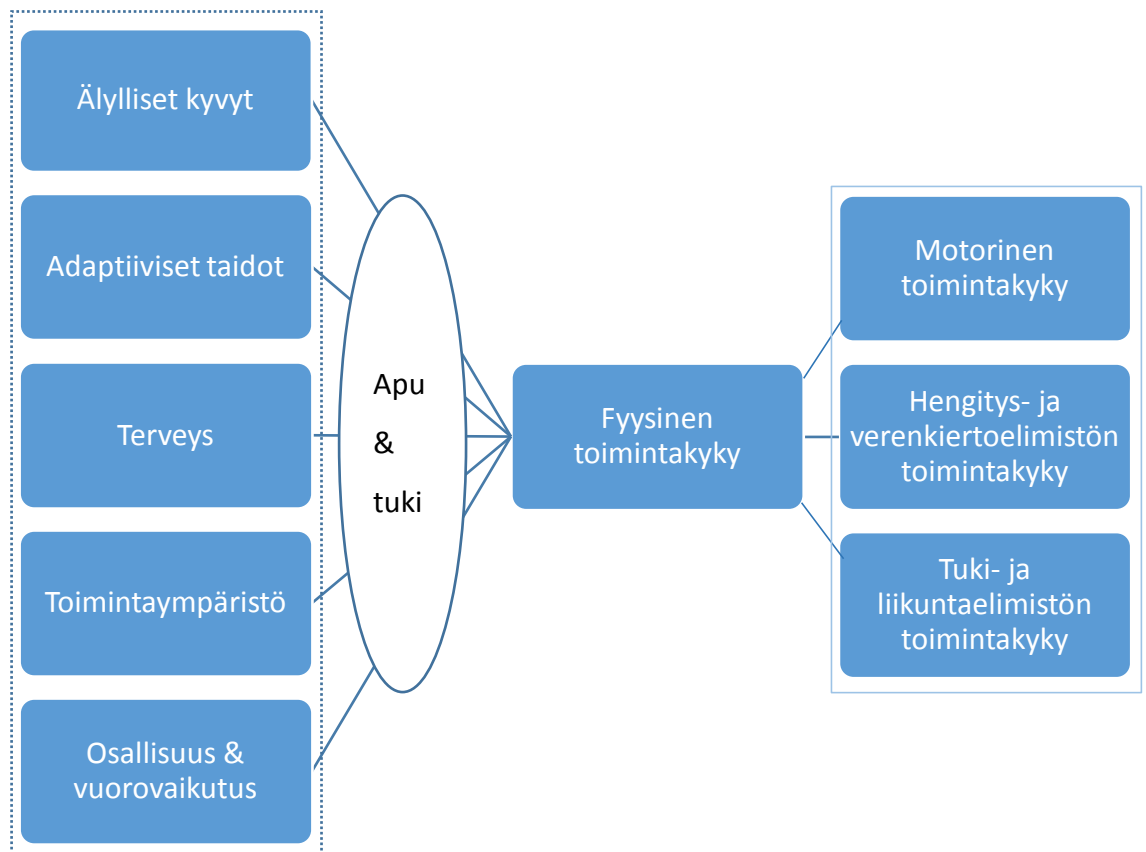 Älylliset kyvyt
Adaptiiviset taidot
Terveys
Toimintaympäristö
Osallisuus &
vuorovaikutus
Apu
&
tuki
Fyysinen
toimintakyky
Motorinen
toimintakyky
Hengitys- ja
verenkiertoelimistön
toimintakyky
Tuki- ja
liikuntaelimistön
toimintakyky